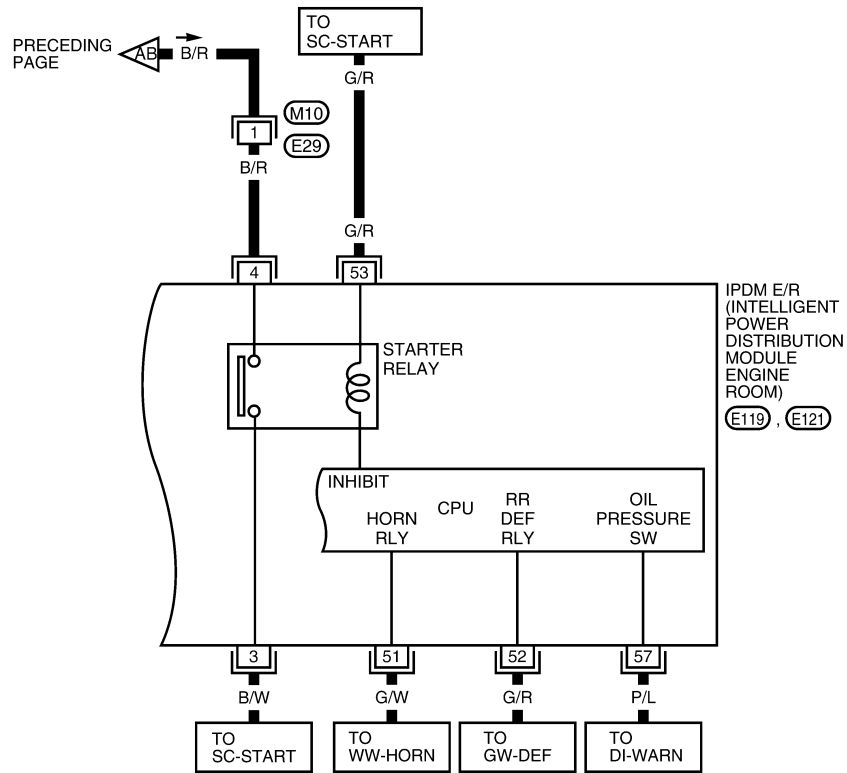 PRECEDING
PAGE
AB
B/R
TO
SC-START
G/R
M10
1
E29
B/R
G/R
4
53
IPDM E/R
(INTELLIGENT
POWER
DISTRIBUTION
MODULE
ENGINE
ROOM)
E119 , E121
STARTER
RELAY
INHIBIT
CPU
HORN
RLY
RR
DEF
RLY
OIL
PRESSURE
SW
3
51
52
57
B/W
G/W
G/R
P/L
TO
SC-START
TO
WW-HORN
TO
GW-DEF
TO
DI-WARN